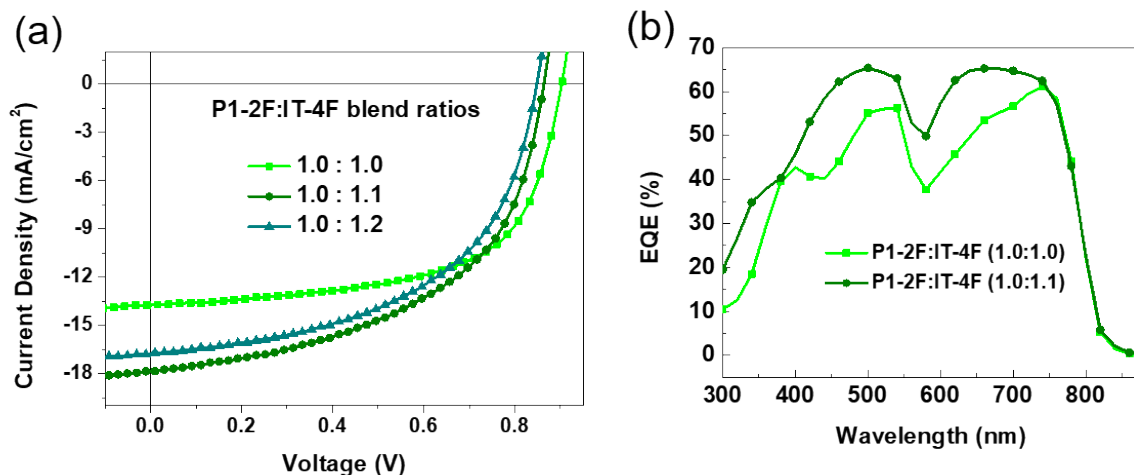 (a)
0
-3
-6
-9
-12
-15
-18
Current Density (mA/cm²)
P1-2F:IT-4F blend ratios
1.0 : 1.0
1.0 : 1.1
1.0 : 1.2
0.0 0.2 0.4 0.6 0.8
Voltage (V)
(b)
70
60
50
40
30
20
10
0
EQE (%)
P1-2F:IT-4F (1.0:1.0)
P1-2F:IT-4F (1.0:1.1)
300 400 500 600 700 800
Wavelength (nm)